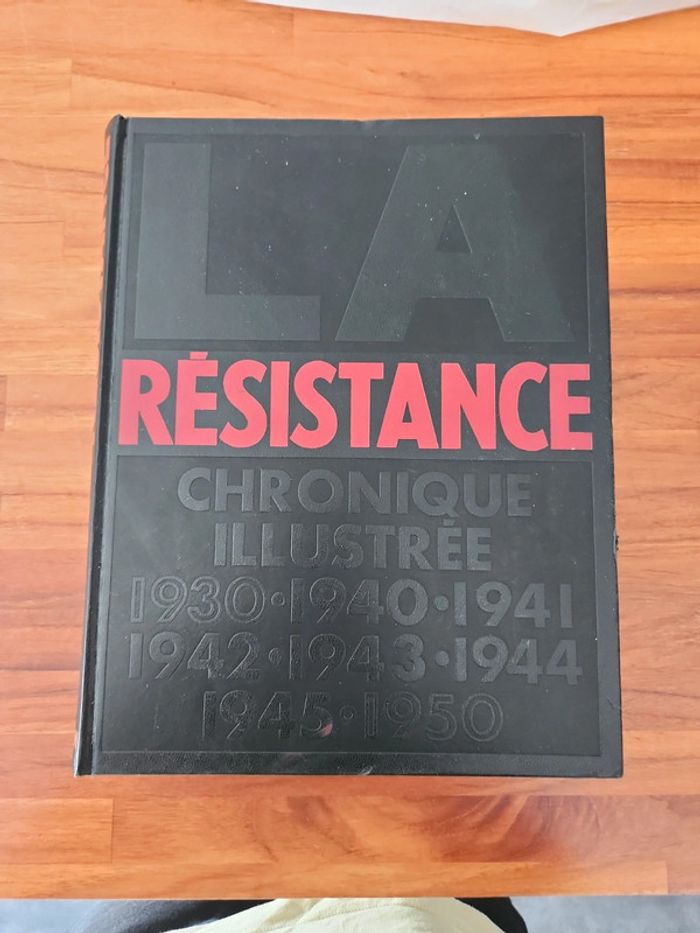 LA
RÉSISTANCE
CHRONIQUE
ILLUSTRÉE
1930·1940·1941
1942·1943·1944
1945·1950